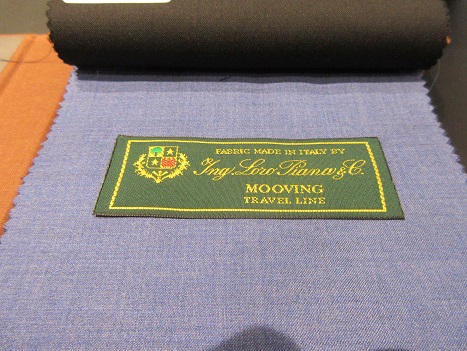 FABRIC MADE IN ITALY BY
Ing. Loro Piana & C.
MOOVING
TRAVEL LINE